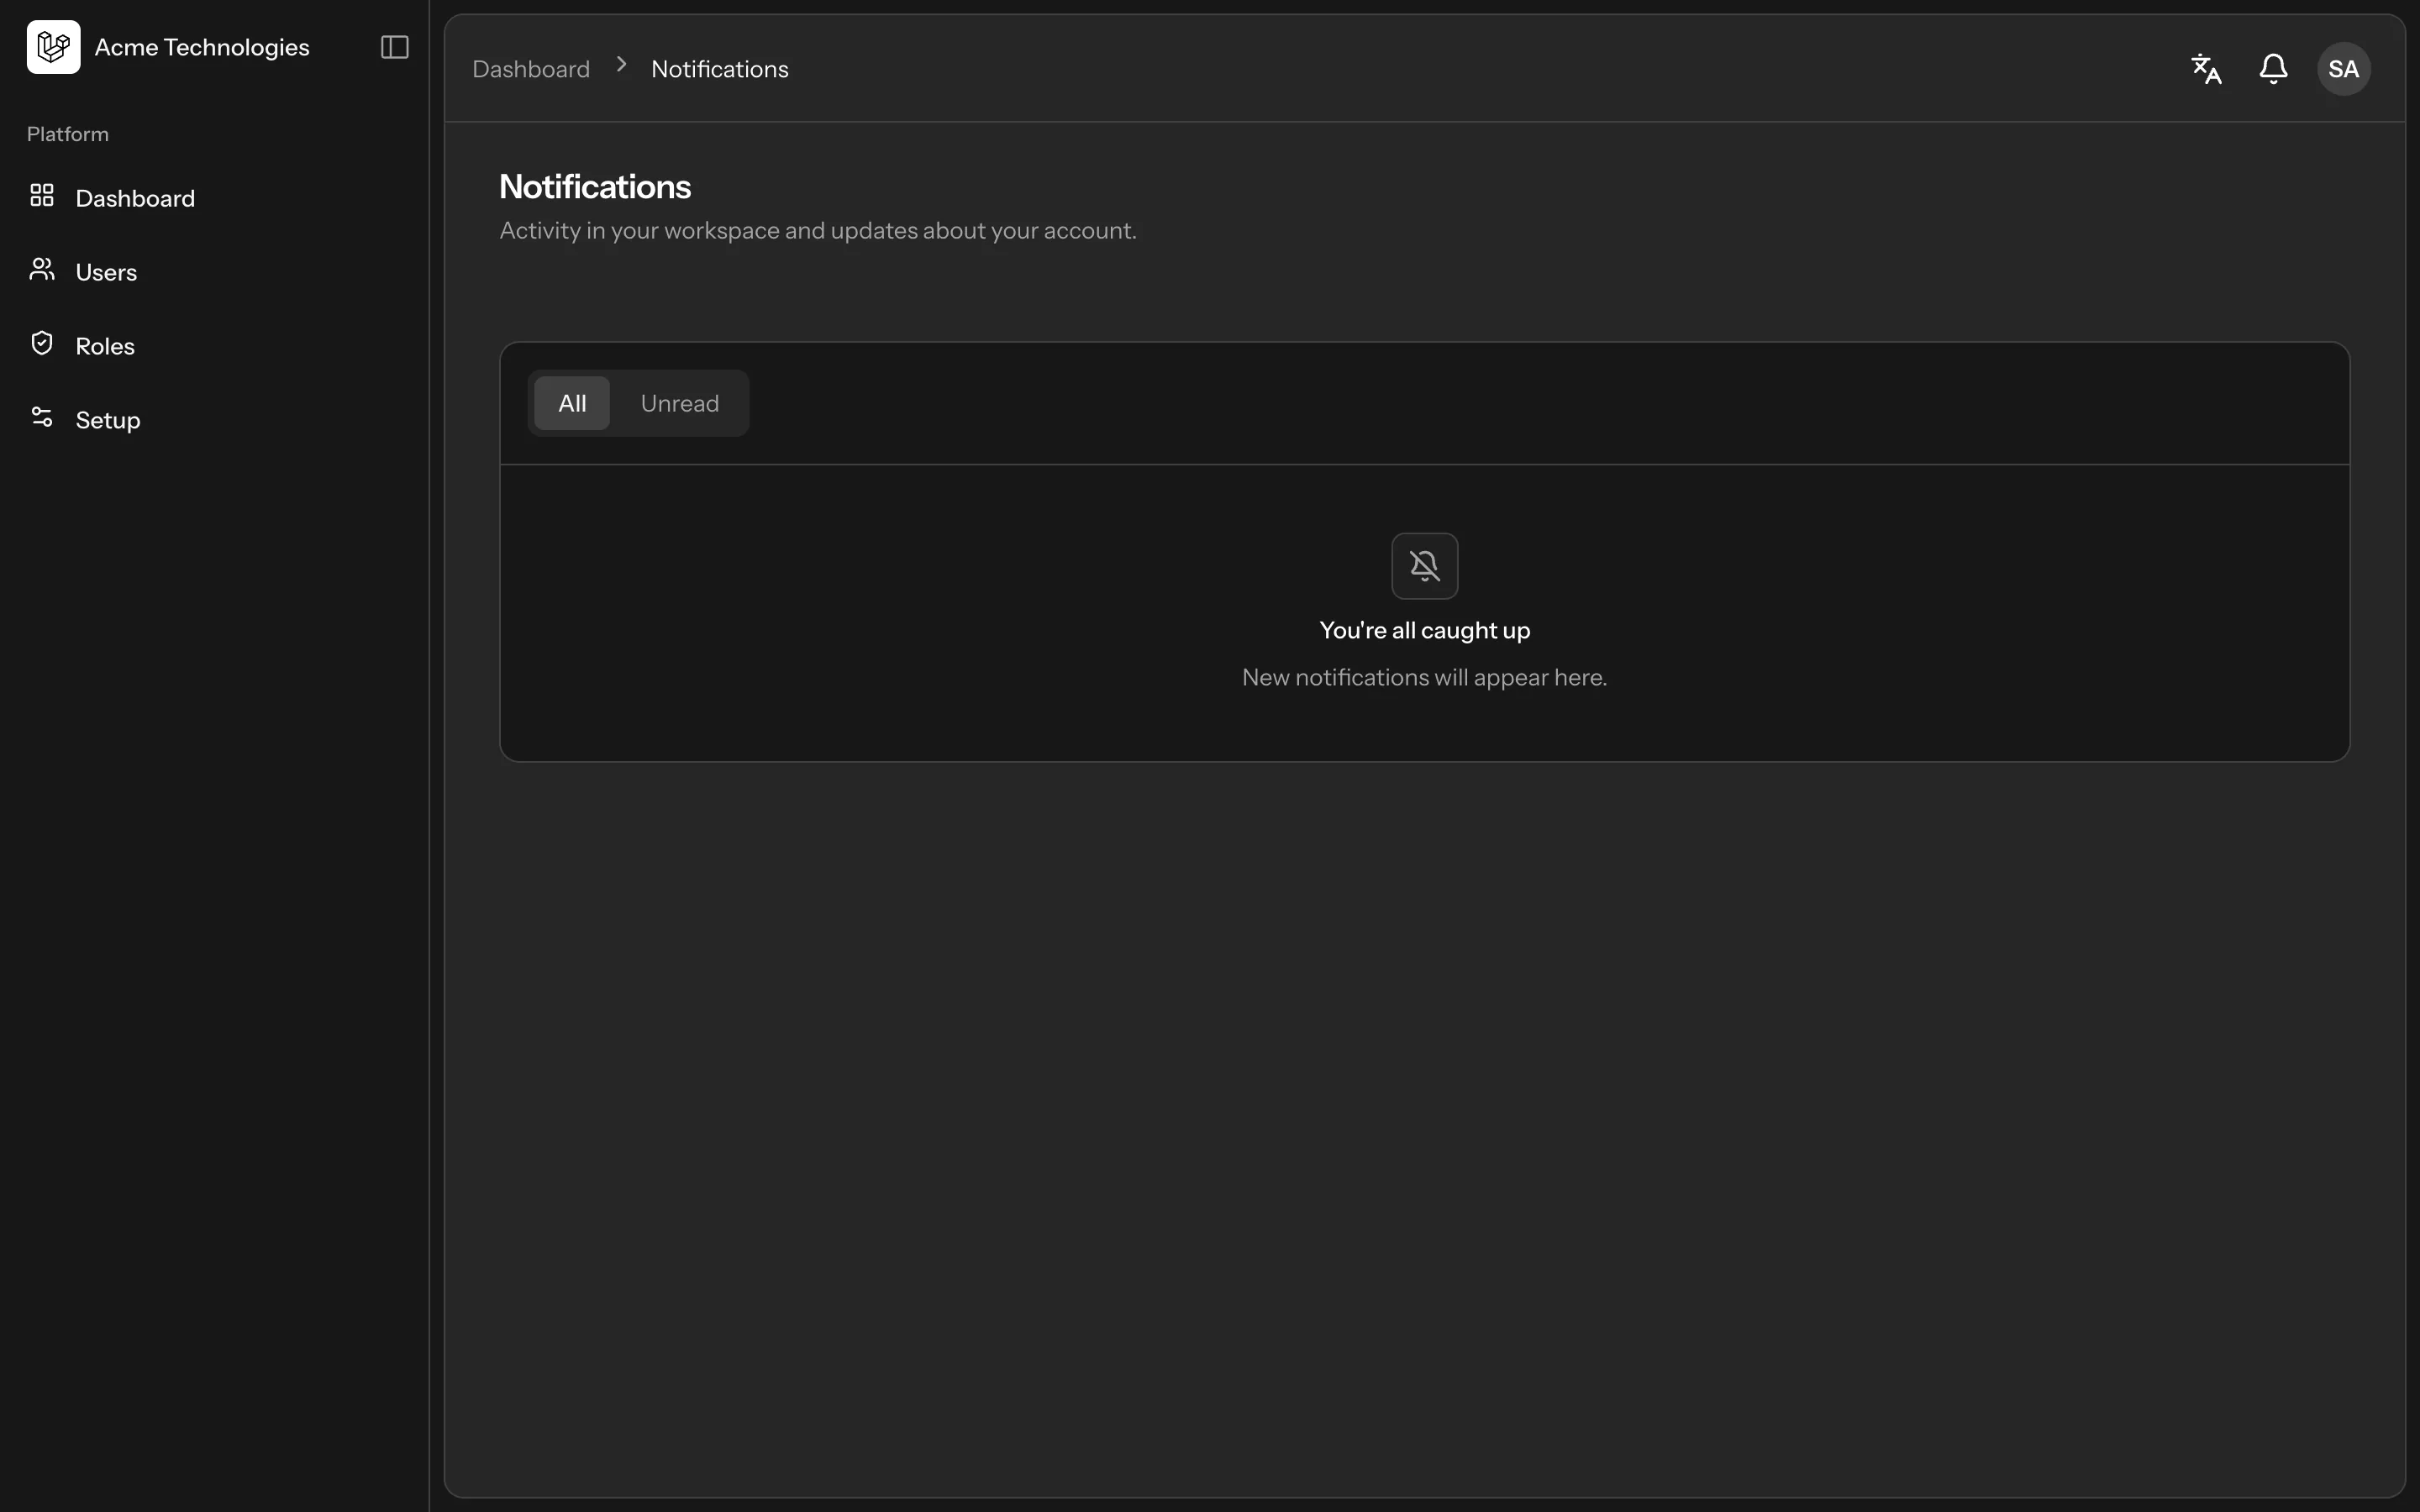 Acme Technologies
Platform
Dashboard
Users
Roles
Setup
Dashboard Notifications
SA
Notifications
Activity in your workspace and updates about your account.
All Unread
You're all caught up
New notifications will appear here.